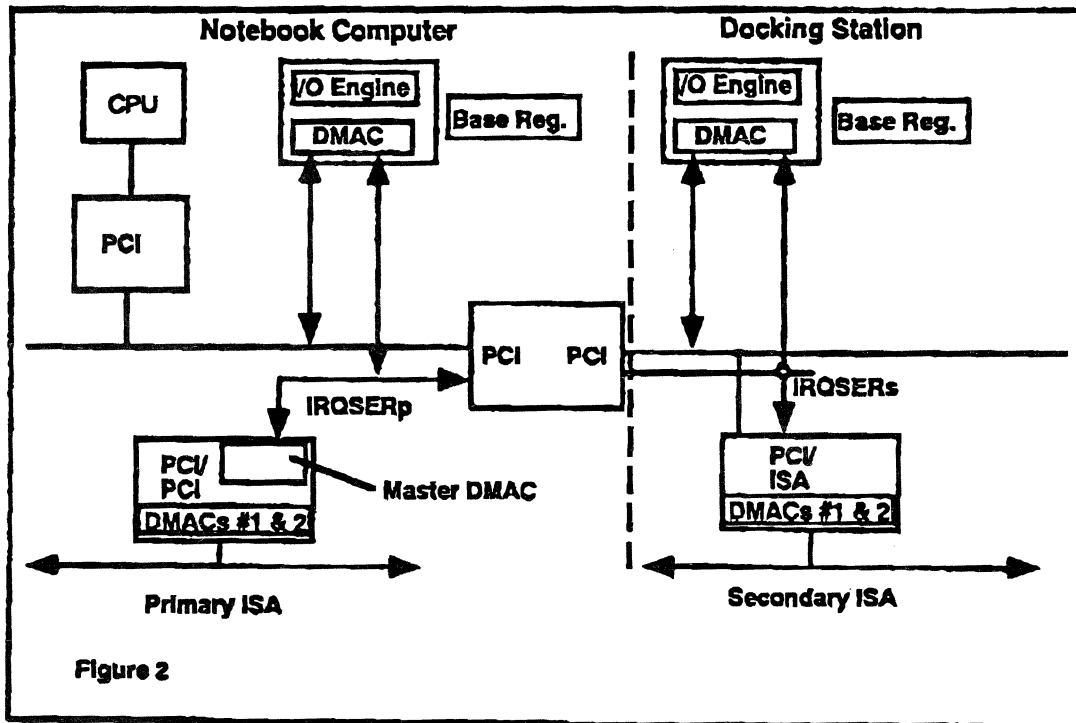 Notebook Computer
Docking Station
CPU
/O Engine
DMAC
Base Reg.
/O Engine
DMAC
Base Reg.
PCI
PCI
PCI
IRQSERp
IRQSERs
PCI/
PCI
Master DMAC
DMACs #1 & 2
PCI/
ISA
DMACs #1 & 2
Primary ISA
Secondary ISA
Figure 2